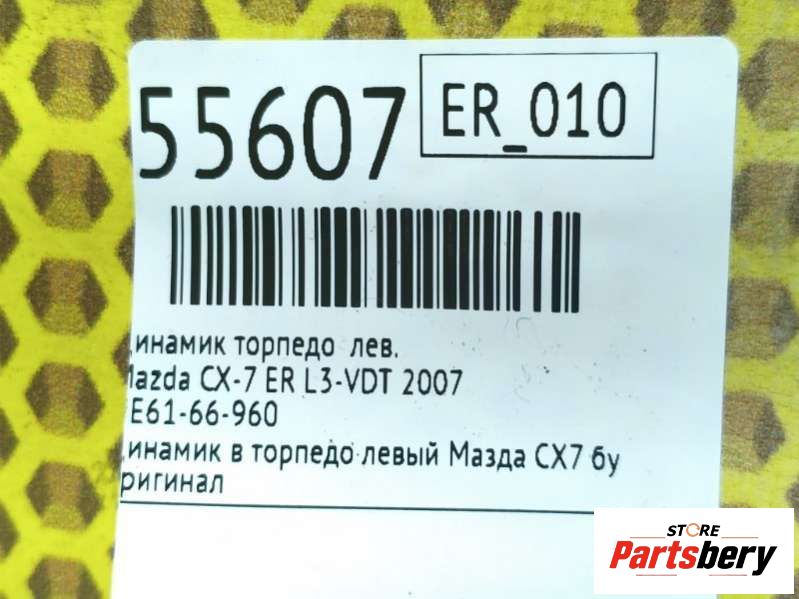 55607
ER_010
инамик торпедо лев.
azda CX-7 ER L3-VDT 2007
E61-66-960
инамик в торпедо левый Мазда CX7 бу
ригинал
STORE
Partsbery